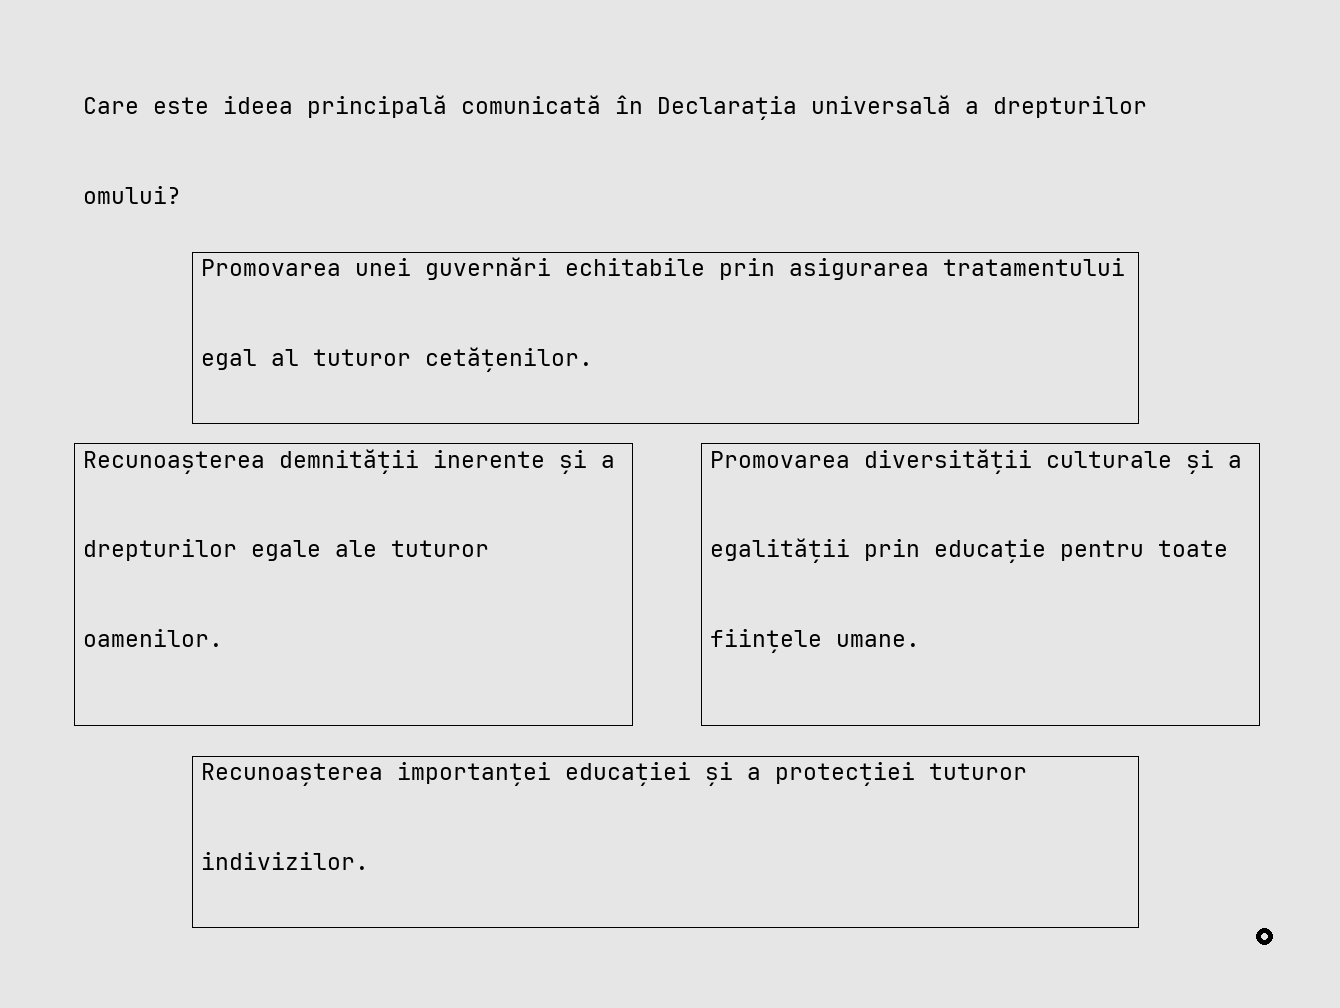 Care este ideea principală comunicată în Declarația universală a drepturilor
omului?
Promovarea unei guvernări echitabile prin asigurarea tratamentului
egal al tuturor cetățenilor.
Recunoașterea demnității inerente și a
drepturilor egale ale tuturor
oamenilor.
Promovarea diversității culturale și a
egalității prin educație pentru toate
ființele umane.
Recunoașterea importanței educației și a protecției tuturor
indivizilor.